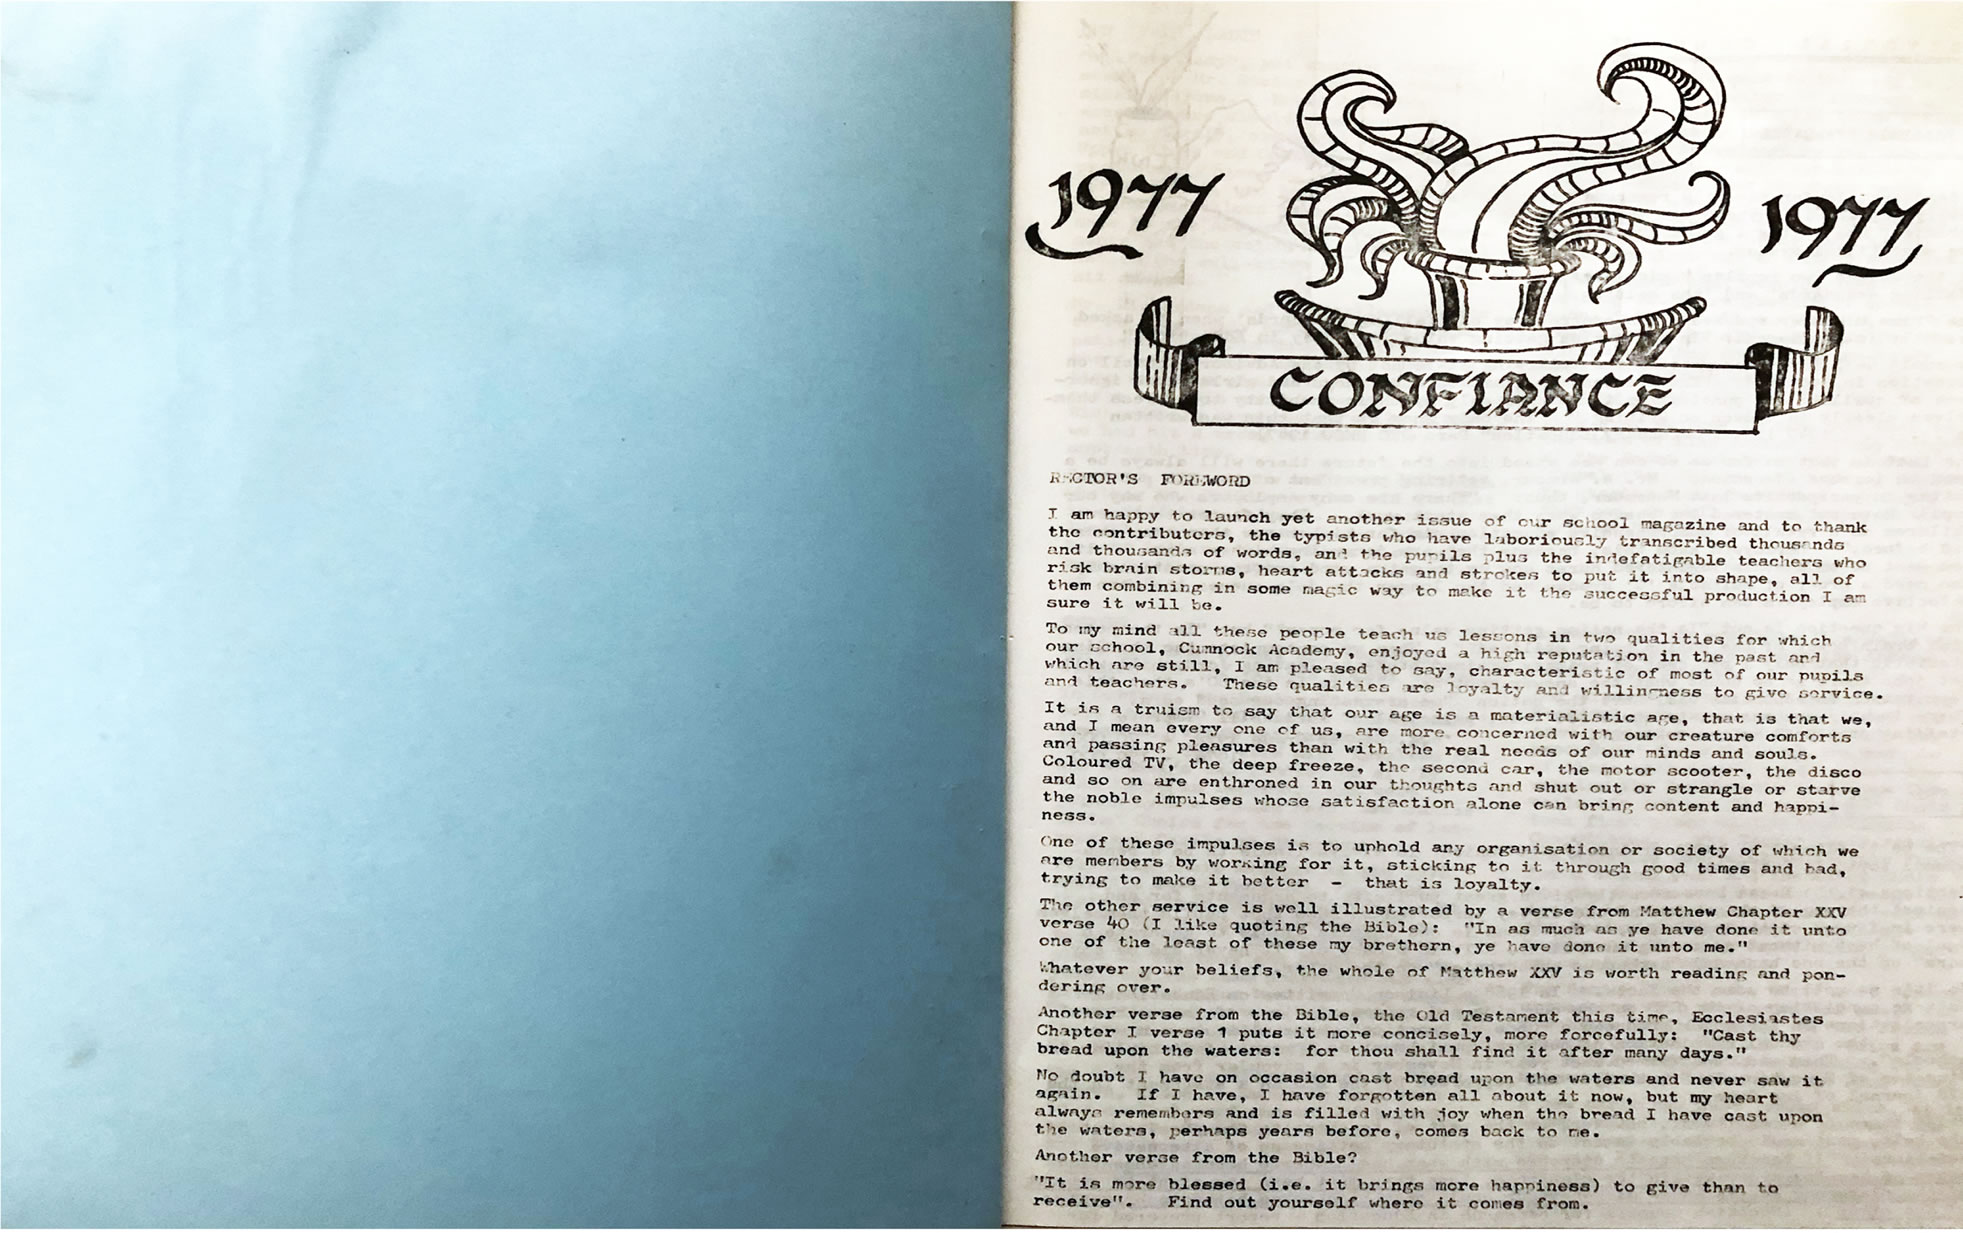 1977
1977
CONFIANCE
RECTOR'S FOREWORD
I am happy to launch yet another issue of our school magazine and to thank
the contributors, the typists who have laboriously transcribed thousands
and thousands of words, and the pupils plus the indefatigable teachers who
risk brain storms, heart attacks and strokes to put it into shape, all of
them combining in some magic way to make it the successful production I am
sure it will be.
To my mind all these people teach us lessons in two qualities for which
our school, Cumnock Academy, enjoyed a high reputation in the past and
which are still, I am pleased to say, characteristic of most of our pupils
and teachers. These qualities are loyalty and willingness to give service.
It is a truism to say that our age is a materialistic age, that is that we,
and I mean every one of us, are more concerned with our creature comforts
and passing pleasures than with the real needs of our minds and souls.
Coloured TV, the deep freeze, the second car, the motor scooter, the disco
and so on are enthroned in our thoughts and shut out or strangle or starve
the noble impulses whose satisfaction alone can bring content and happi-
ness.
One of these impulses is to uphold any organisation or society of which we
are members by working for it, sticking to it through good times and bad,
trying to make it better - that is loyalty.
The other service is well illustrated by a verse from Matthew Chapter XXV
verse 40 (I like quoting the Bible): "In as much as ye have done it unto
one of the least of these my brethern, ye have done it unto me."
Whatever your beliefs, the whole of Matthew XXV is worth reading and pon-
dering over.
Another verse from the Bible, the Old Testament this time, Ecclesiastes
Chapter I verse 1 puts it more concisely, more forcefully: "Cast thy
bread upon the waters: for thou shall find it after many days."
No doubt I have on occasion cast bread upon the waters and never saw it
again. If I have, I have forgotten all about it now, but my heart
always remembers and is filled with joy when the bread I have cast upon
the waters, perhaps years before, comes back to me.
Another verse from the Bible?
"It is more blessed (i.e. it brings more happiness) to give than to
receive". Find out yourself where it comes from.